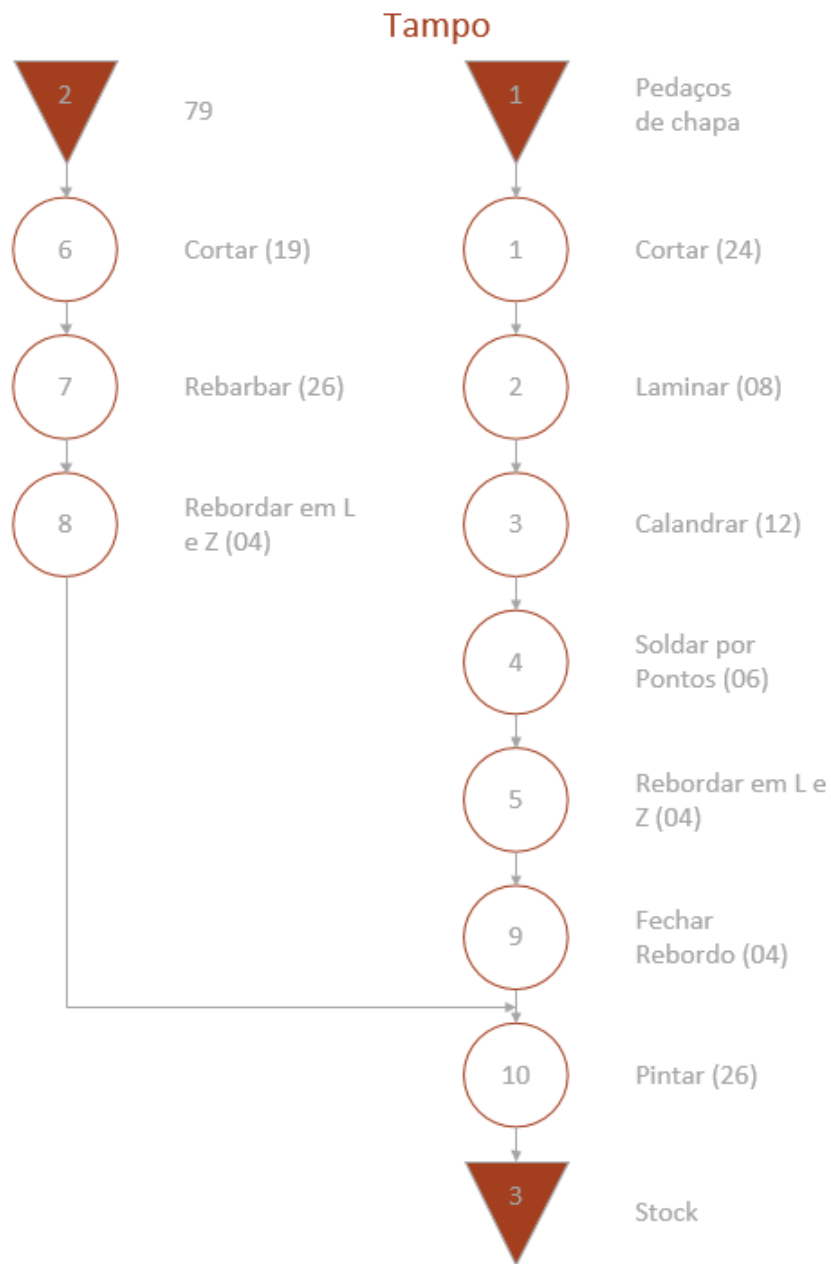 Tampo
2
79
1
Pedaços
de chapa
6
Cortar (19)
1
Cortar (24)
7
Rebarbar (26)
2
Laminar (08)
8
Rebordar em L
e Z (04)
3
Calandrar (12)
4
Soldar por
Pontos (06)
5
Rebordar em L e
Z (04)
9
Fechar
Rebordo (04)
10
Pintar (26)
3
Stock